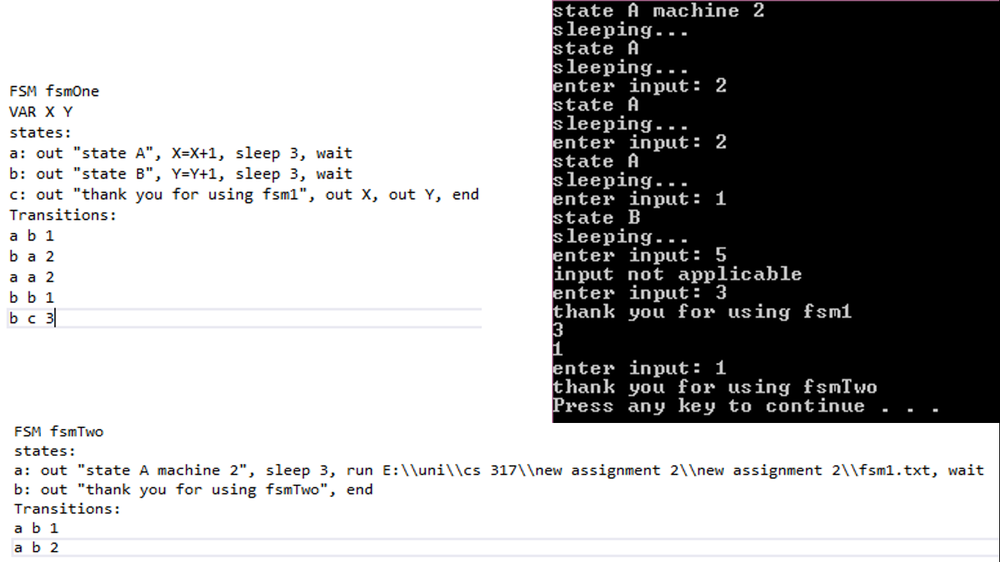 FSM fsmOne
VAR X Y
states:
a: out "state A", X=X+1, sleep 3, wait
b: out "state B", Y=Y+1, sleep 3, wait
c: out "thank you for using fsm1", out X, out Y, end
Transitions:
a b 1
b a 2
a a 2
b b 1
b c 3
state A machine 2
sleeping...
state A
sleeping...
enter input: 2
state A
sleeping...
enter input: 2
state A
sleeping...
enter input: 1
state B
sleeping...
enter input: 5
input not applicable
enter input: 3
thank you for using fsm1
3
1
enter input: 1
thank you for using fsmTwo
Press any key to continue . . .
FSM fsmTwo
states:
a: out "state A machine 2", sleep 3, run E:\\uni\\cs 317\\new assignment 2\\new assignment 2\\fsm1.txt, wait
b: out "thank you for using fsmTwo", end
Transitions:
a b 1
a b 2